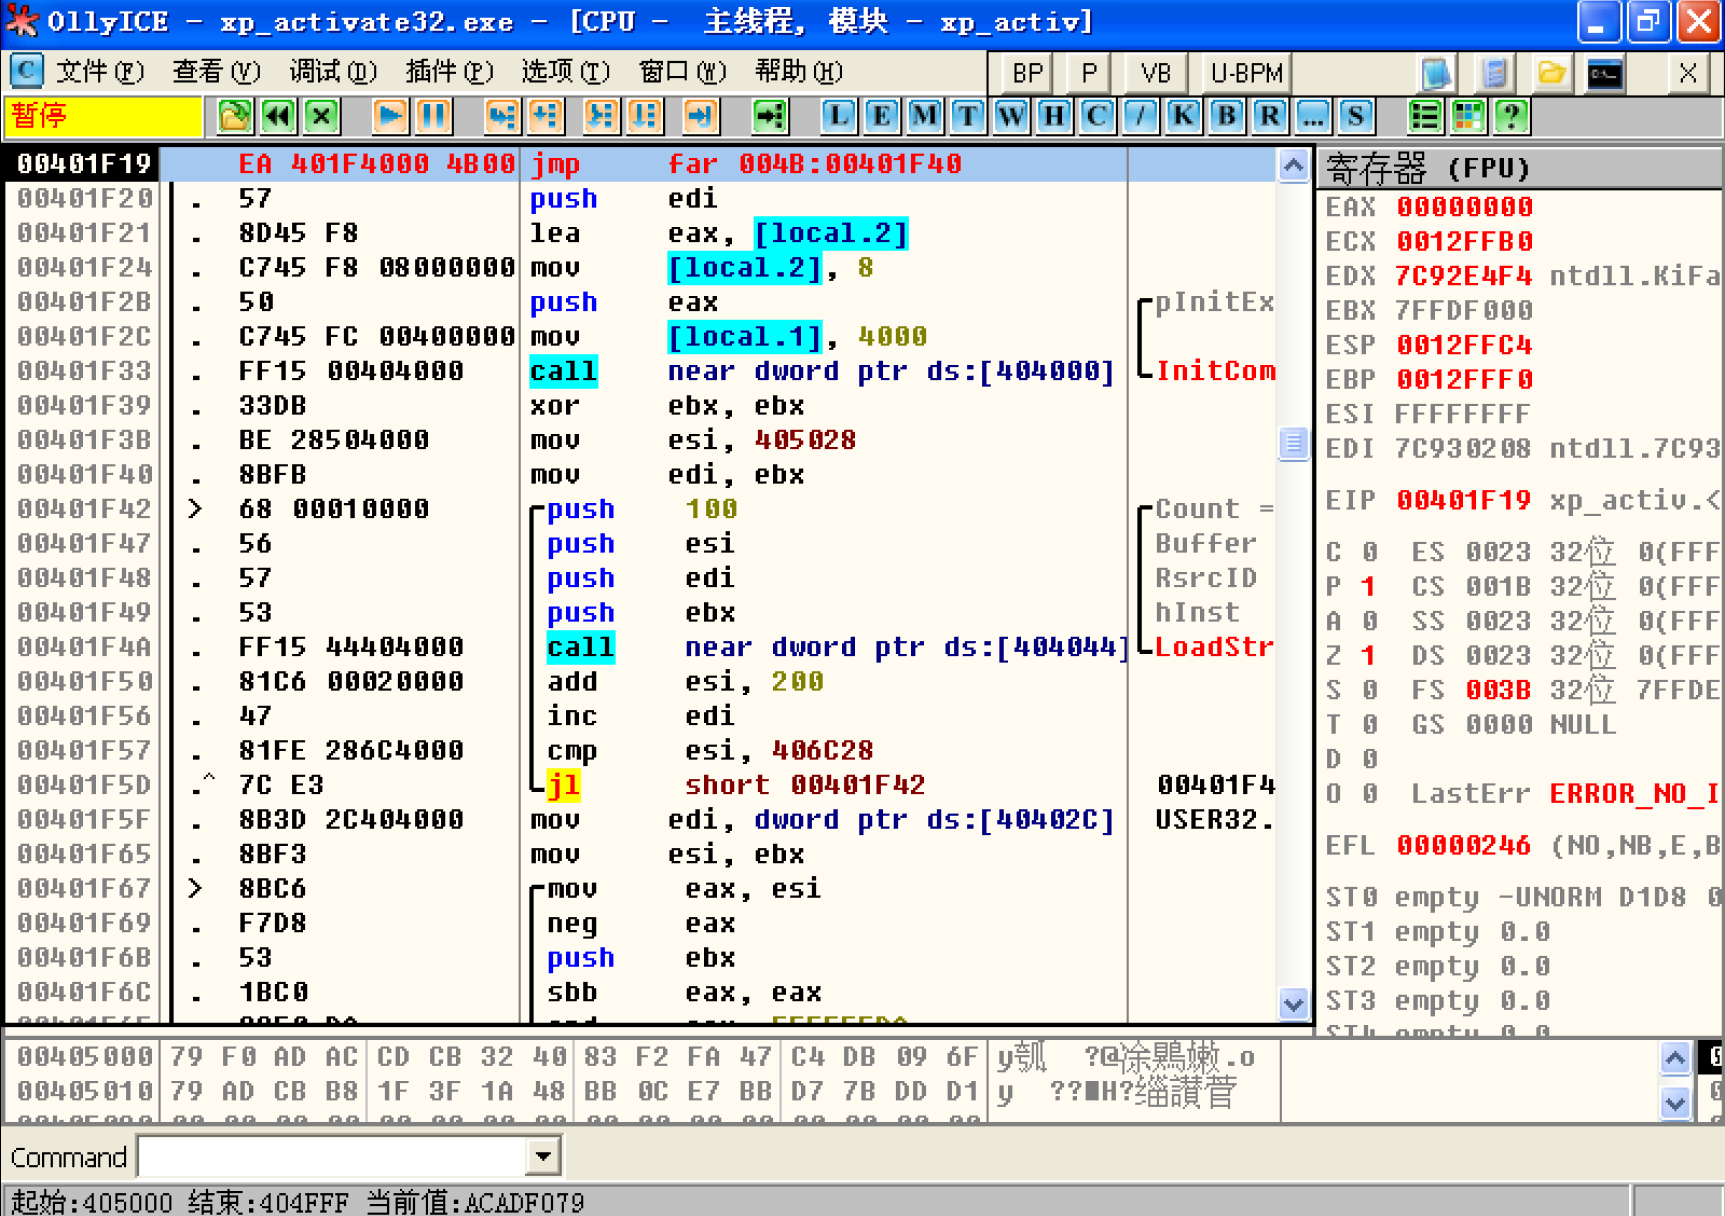 OllyICE - xp_activate32.exe - [CPU - 主线程, 模块 - xp_activ]
文件(F) 查看(V) 调试(D) 插件(P) 选项(T) 窗口(W) 帮助(H) BP P VB U-BPM X
暂停 L E M T W H C / K B R ... S ?
00401F19 EA 401F4000 4B00 jmp far 004B:00401F40
00401F20 . 57 push edi
00401F21 . 8D45 F8 lea eax, [local.2]
00401F24 . C745 F8 08000000 mov [local.2], 8
00401F2B . 50 push eax pInitEx
00401F2C . C745 FC 00400000 mov [local.1], 4000
00401F33 . FF15 00404000 call near dword ptr ds:[404000] InitCom
00401F39 . 33DB xor ebx, ebx
00401F3B . BE 28504000 mov esi, 405028
00401F40 . 8BFB mov edi, ebx
00401F42 > 68 00010000 push 100 Count =
00401F47 . 56 push esi Buffer
00401F48 . 57 push edi RsrcID
00401F49 . 53 push ebx hInst
00401F4A . FF15 44404000 call near dword ptr ds:[404044] LoadStr
00401F50 . 81C6 00020000 add esi, 200
00401F56 . 47 inc edi
00401F57 . 81FE 286C4000 cmp esi, 406C28
00401F5D .^ 7C E3 jl short 00401F42 00401F4
00401F5F . 8B3D 2C404000 mov edi, dword ptr ds:[40402C] USER32.
00401F65 . 8BF3 mov esi, ebx
00401F67 > 8BC6 mov eax, esi
00401F69 . F7D8 neg eax
00401F6B . 53 push ebx
00401F6C . 1BC0 sbb eax, eax
寄存器 (FPU)
EAX 00000000
ECX 0012FFB0
EDX 7C92E4F4 ntdll.KiFa
EBX 7FFDF000
ESP 0012FFC4
EBP 0012FFF0
ESI FFFFFFFF
EDI 7C930208 ntdll.7C93
EIP 00401F19 xp_activ.<
C 0 ES 0023 32位 0(FFF
P 1 CS 001B 32位 0(FFF
A 0 SS 0023 32位 0(FFF
Z 1 DS 0023 32位 0(FFF
S 0 FS 003B 32位 7FFDE
T 0 GS 0000 NULL
D 0
O 0 LastErr ERROR_NO_I
EFL 00000246 (NO,NB,E,B
ST0 empty -UNORM D1D8 0
ST1 empty 0.0
ST2 empty 0.0
ST3 empty 0.0
ST4 empty 0.0
00405000 79 F0 AD AC CD CB 32 40 83 F2 FA 47 C4 DB 09 6F
00405010 79 AD CB B8 1F 3F 1A 48 BB 0C E7 BB D7 7B DD D1
Command
起始:405000 结束:404FFF 当前值:ACADF079